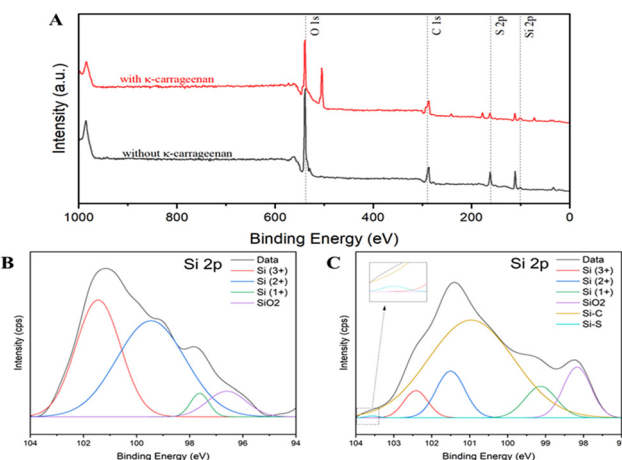 A
O 1s
C 1s
S 2p
Si 2p
with κ-carrageenan
without κ-carrageenan
Intensity (a.u.)
1000 800 600 400 200 0
Binding Energy (eV)
B
Si 2p
Data
Si (3+)
Si (2+)
Si (1+)
SiO2
Intensity (cps)
104 102 100 98 96 94
Binding Energy (eV)
C
Si 2p
Data
Si (3+)
Si (2+)
Si (1+)
SiO2
Si-C
Si-S
Intensity (cps)
104 103 102 101 100 99 98
Binding Energy (eV)